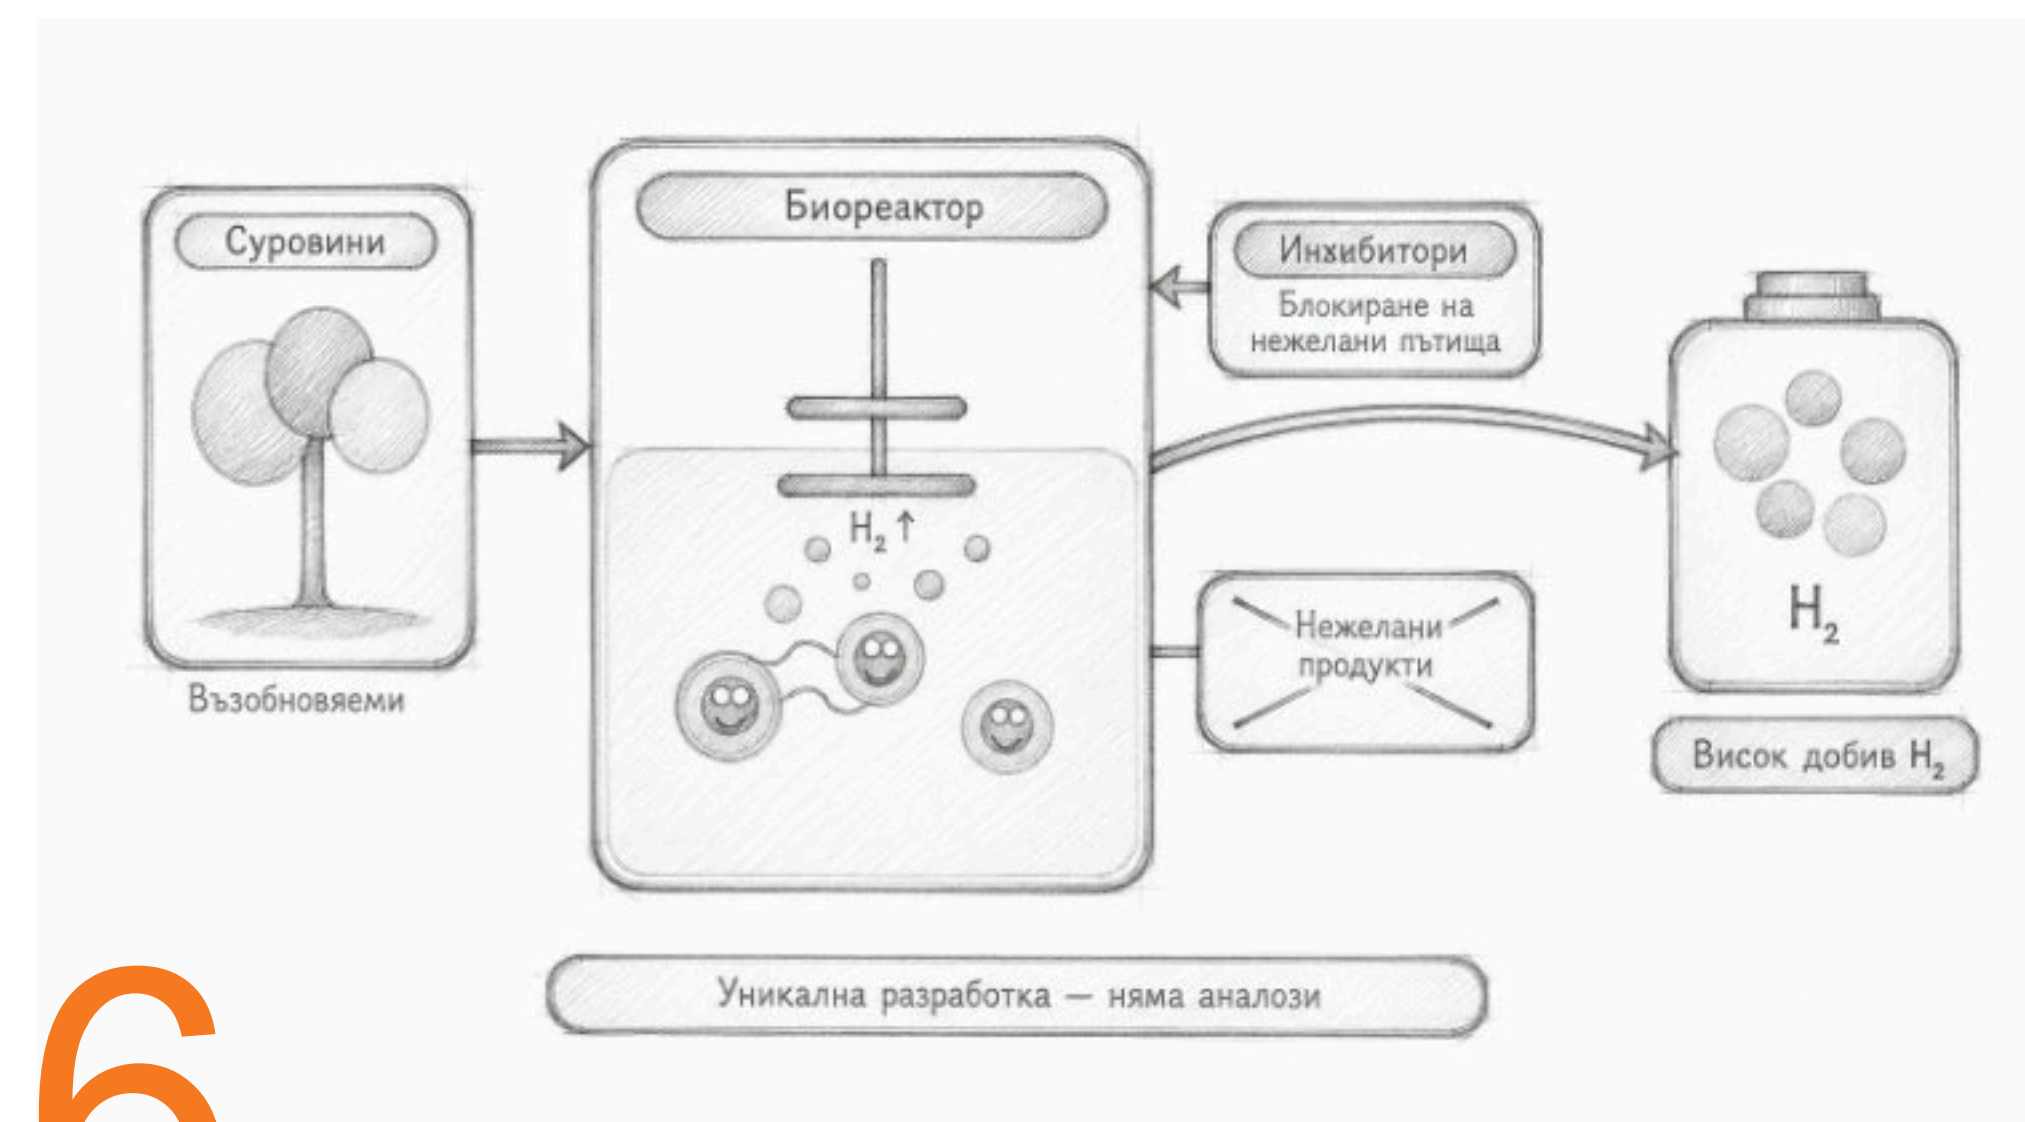 Суровини
Възобновяеми
Биореактор
H₂ ↑
Инхибитори
Блокиране на
нежелани пътища
Нежелани
продукти
H₂
Висок добив H₂
Уникална разработка — няма аналози
6